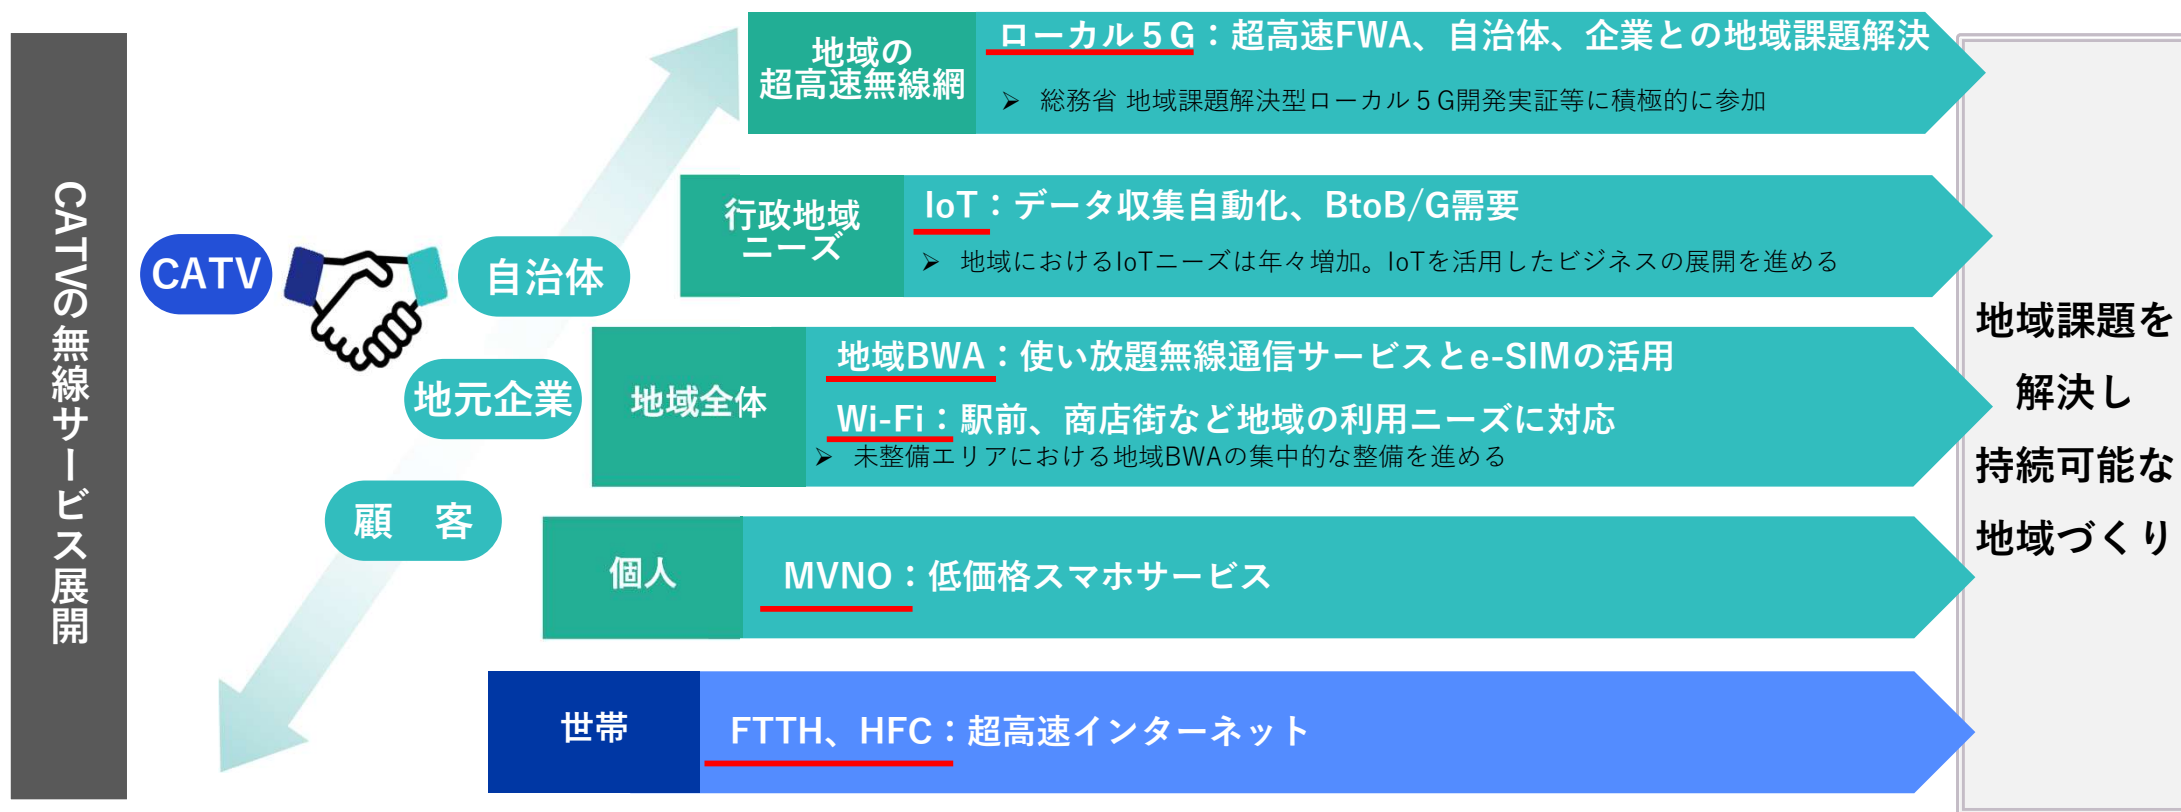 CATVの無線サービス展開
CATV
自治体
地元企業
顧　客
地域の
超高速無線網
ローカル５G：超高速FWA、自治体、企業との地域課題解決
➢ 総務省 地域課題解決型ローカル５G開発実証等に積極的に参加
行政地域
ニーズ
IoT：データ収集自動化、BtoB/G需要
➢ 地域におけるIoTニーズは年々増加。IoTを活用したビジネスの展開を進める
地域全体
地域BWA：使い放題無線通信サービスとe-SIMの活用
Wi-Fi：駅前、商店街など地域の利用ニーズに対応
➢ 未整備エリアにおける地域BWAの集中的な整備を進める
個人
MVNO：低価格スマホサービス
世帯
FTTH、HFC：超高速インターネット
地域課題を
解決し
持続可能な
地域づくり